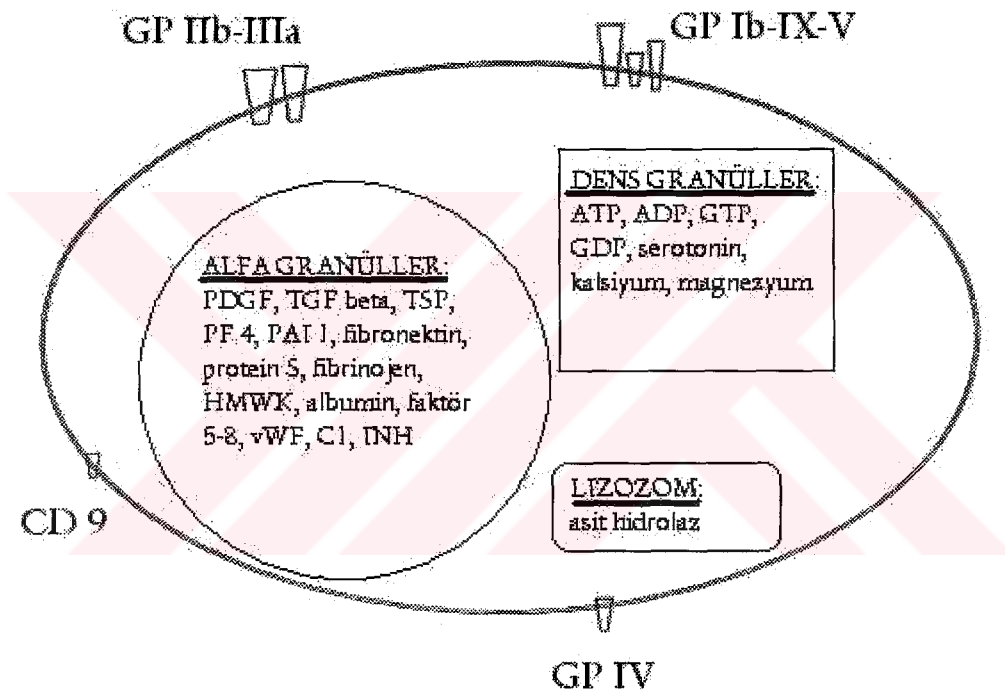 GP IIb-IIIa
GP Ib-IX-V
DENS GRANÜLLER:
ATP, ADP, GTP,
GDP, serotonin,
kalsiyum, magnezyum
ALFA GRANÜLLER:
PDGF, TGF beta, TSP,
PF 4, PAI 1, fibronektin,
protein S, fibrinojen,
HMWK, albumin, faktör
5-8, vWF, C1, INH
LIZOZOM:
asit hidrolaz
CD 9
GP IV